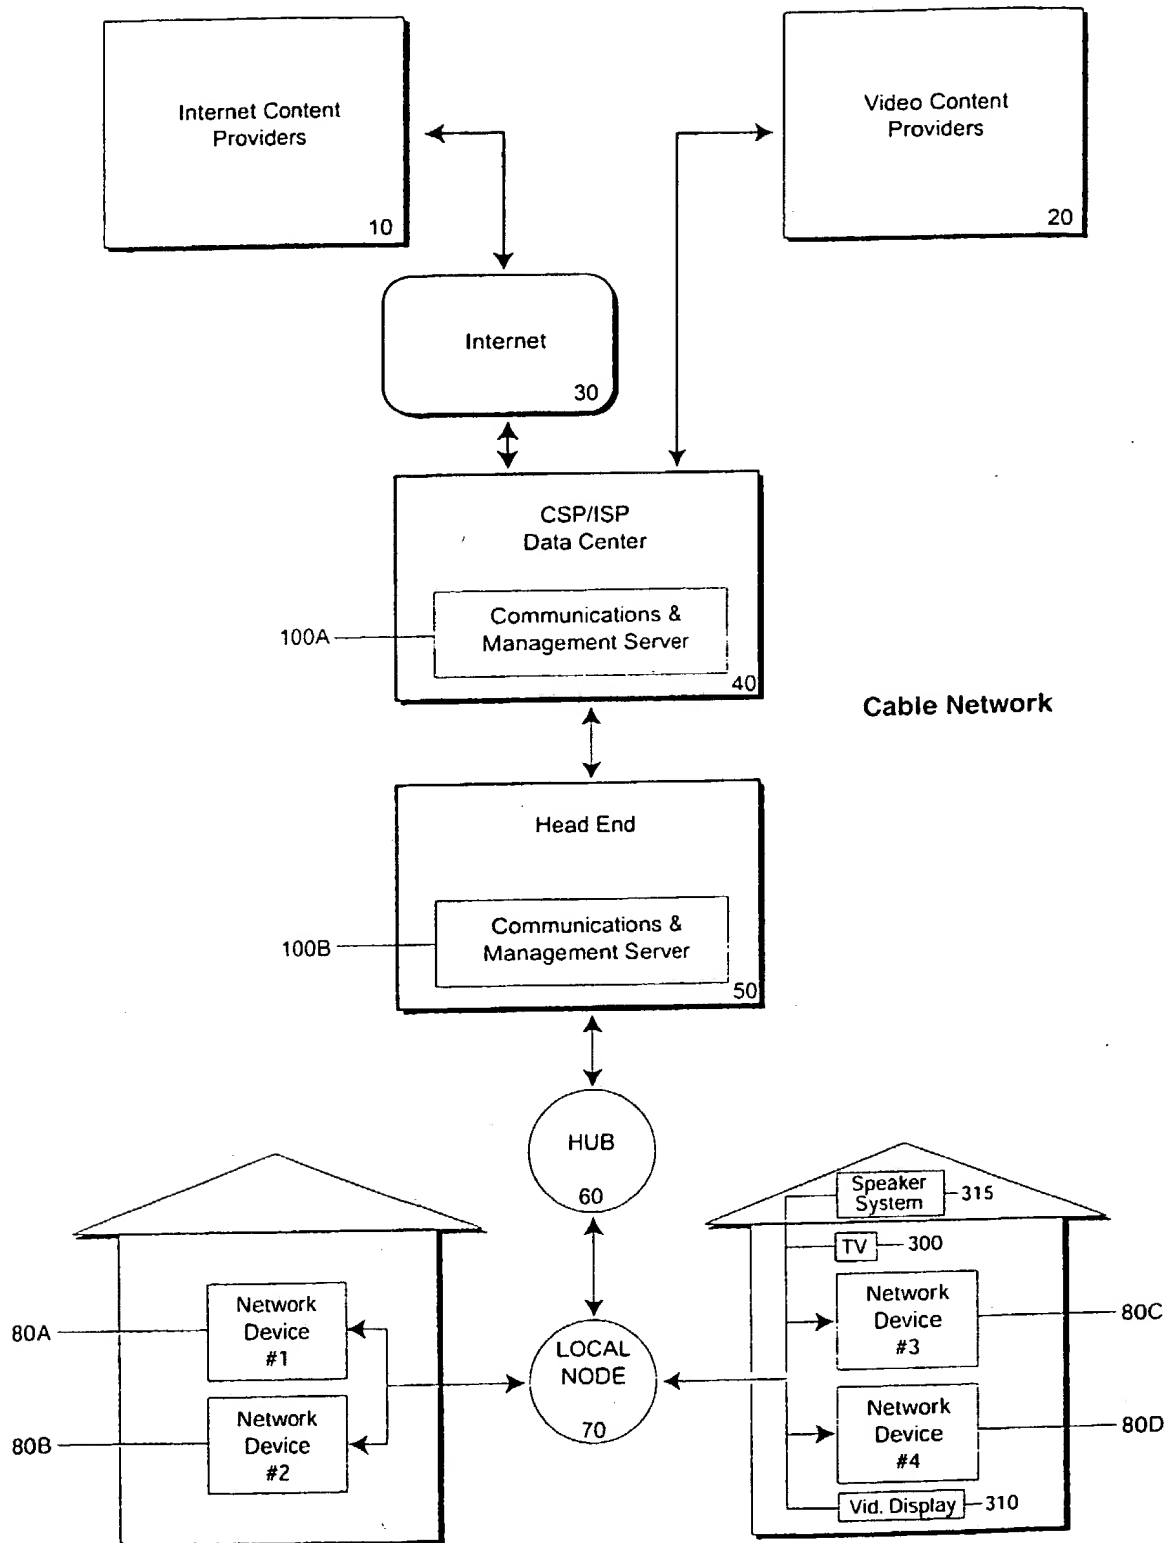 Internet Content
Providers
10
Video Content
Providers
20
Internet
30
CSP/ISP
Data Center
Communications &
Management Server
100A
40
Cable Network
Head End
Communications &
Management Server
100B
50
HUB
60
Speaker
System
315
TV
300
Network
Device
#1
80A
Network
Device
#2
80B
LOCAL
NODE
70
Network
Device
#3
80C
Network
Device
#4
80D
Vid. Display
310